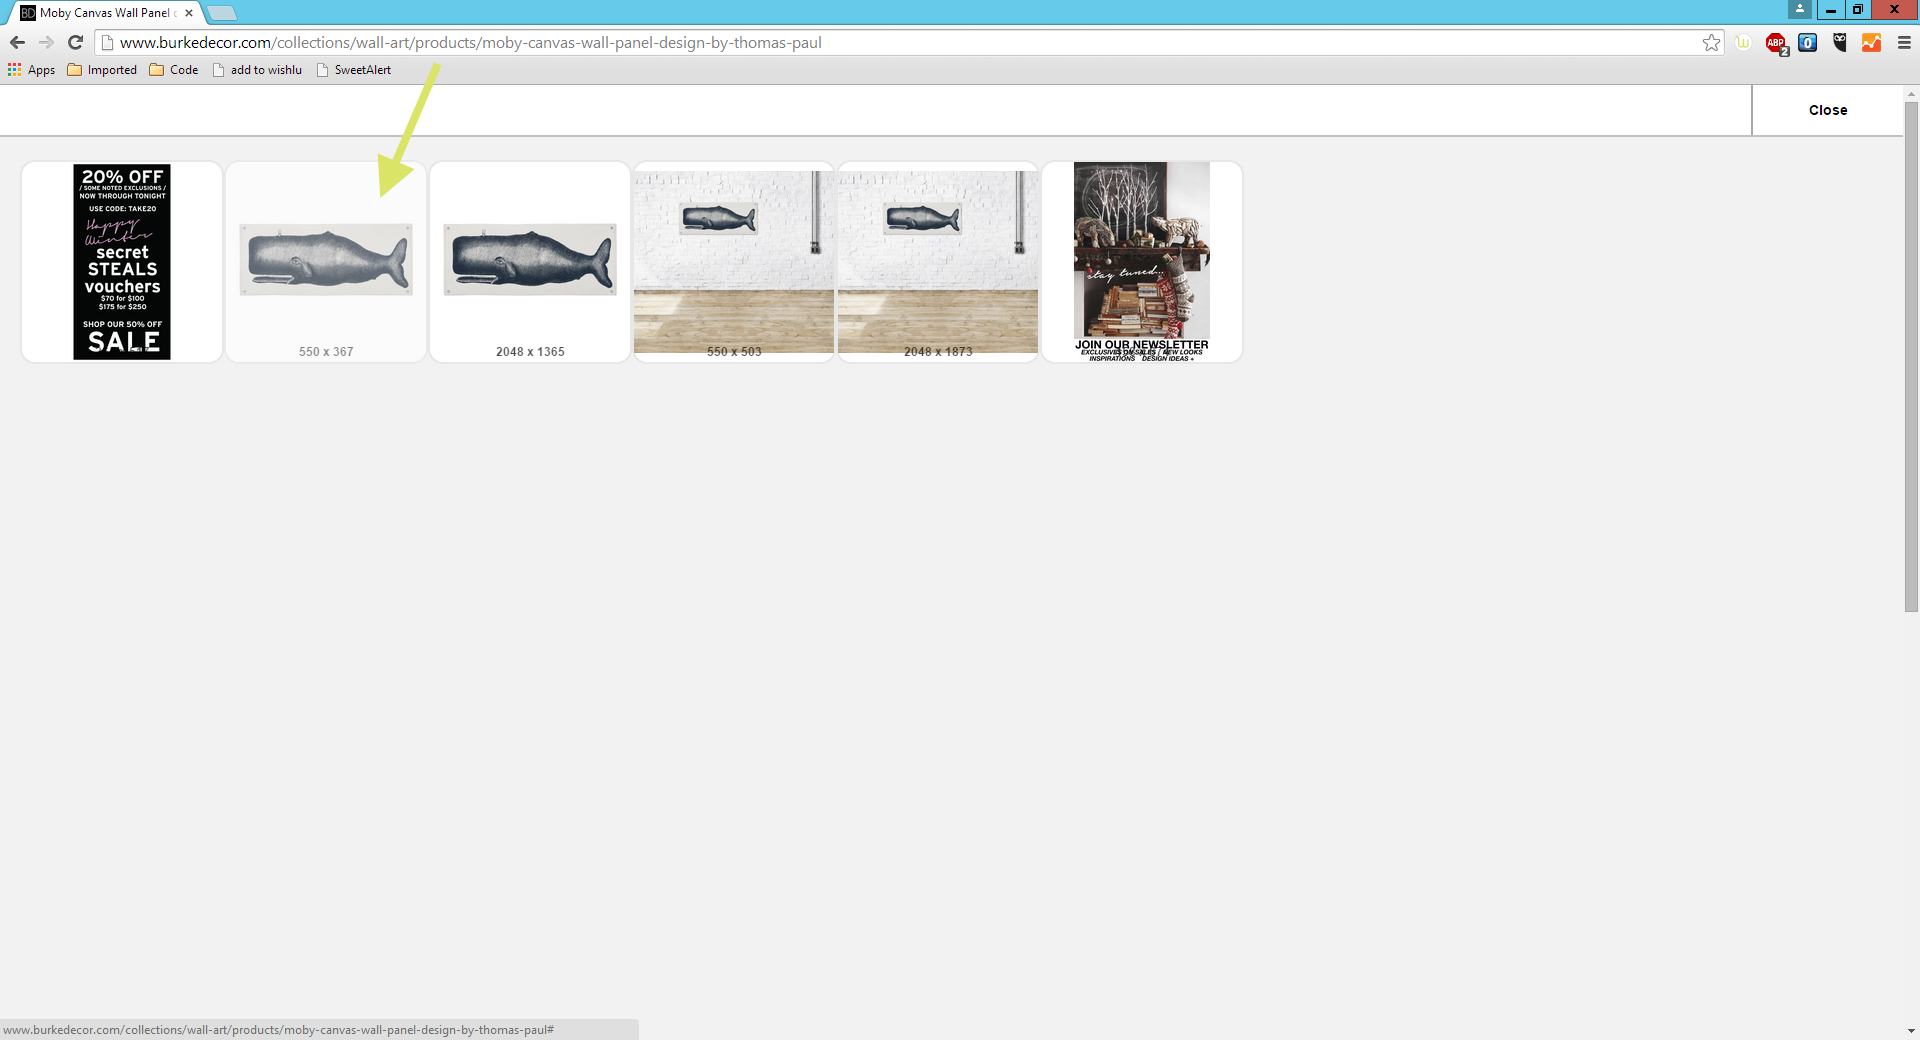 BD Moby Canvas Wall Panel
www.burkedecor.com/collections/wall-art/products/moby-canvas-wall-panel-design-by-thomas-paul
ABP
2
Apps
Imported
Code
add to wishlu
SweetAlert
Close
20% OFF
/ SOME NOTED EXCLUSIONS /
NOW THROUGH TONIGHT
USE CODE: TAKE20
Happy
Winter
secret
STEALS
vouchers
$70 for $100
$175 for $250
SHOP OUR 50% OFF
SALE
550 x 367
2048 x 1365
550 x 503
2048 x 1873
stay tuned...
JOIN OUR NEWSLETTER
EXCLUSIVES ON SALES / NEW LOOKS
INSPIRATIONS DESIGN IDEAS +
www.burkedecor.com/collections/wall-art/products/moby-canvas-wall-panel-design-by-thomas-paul#